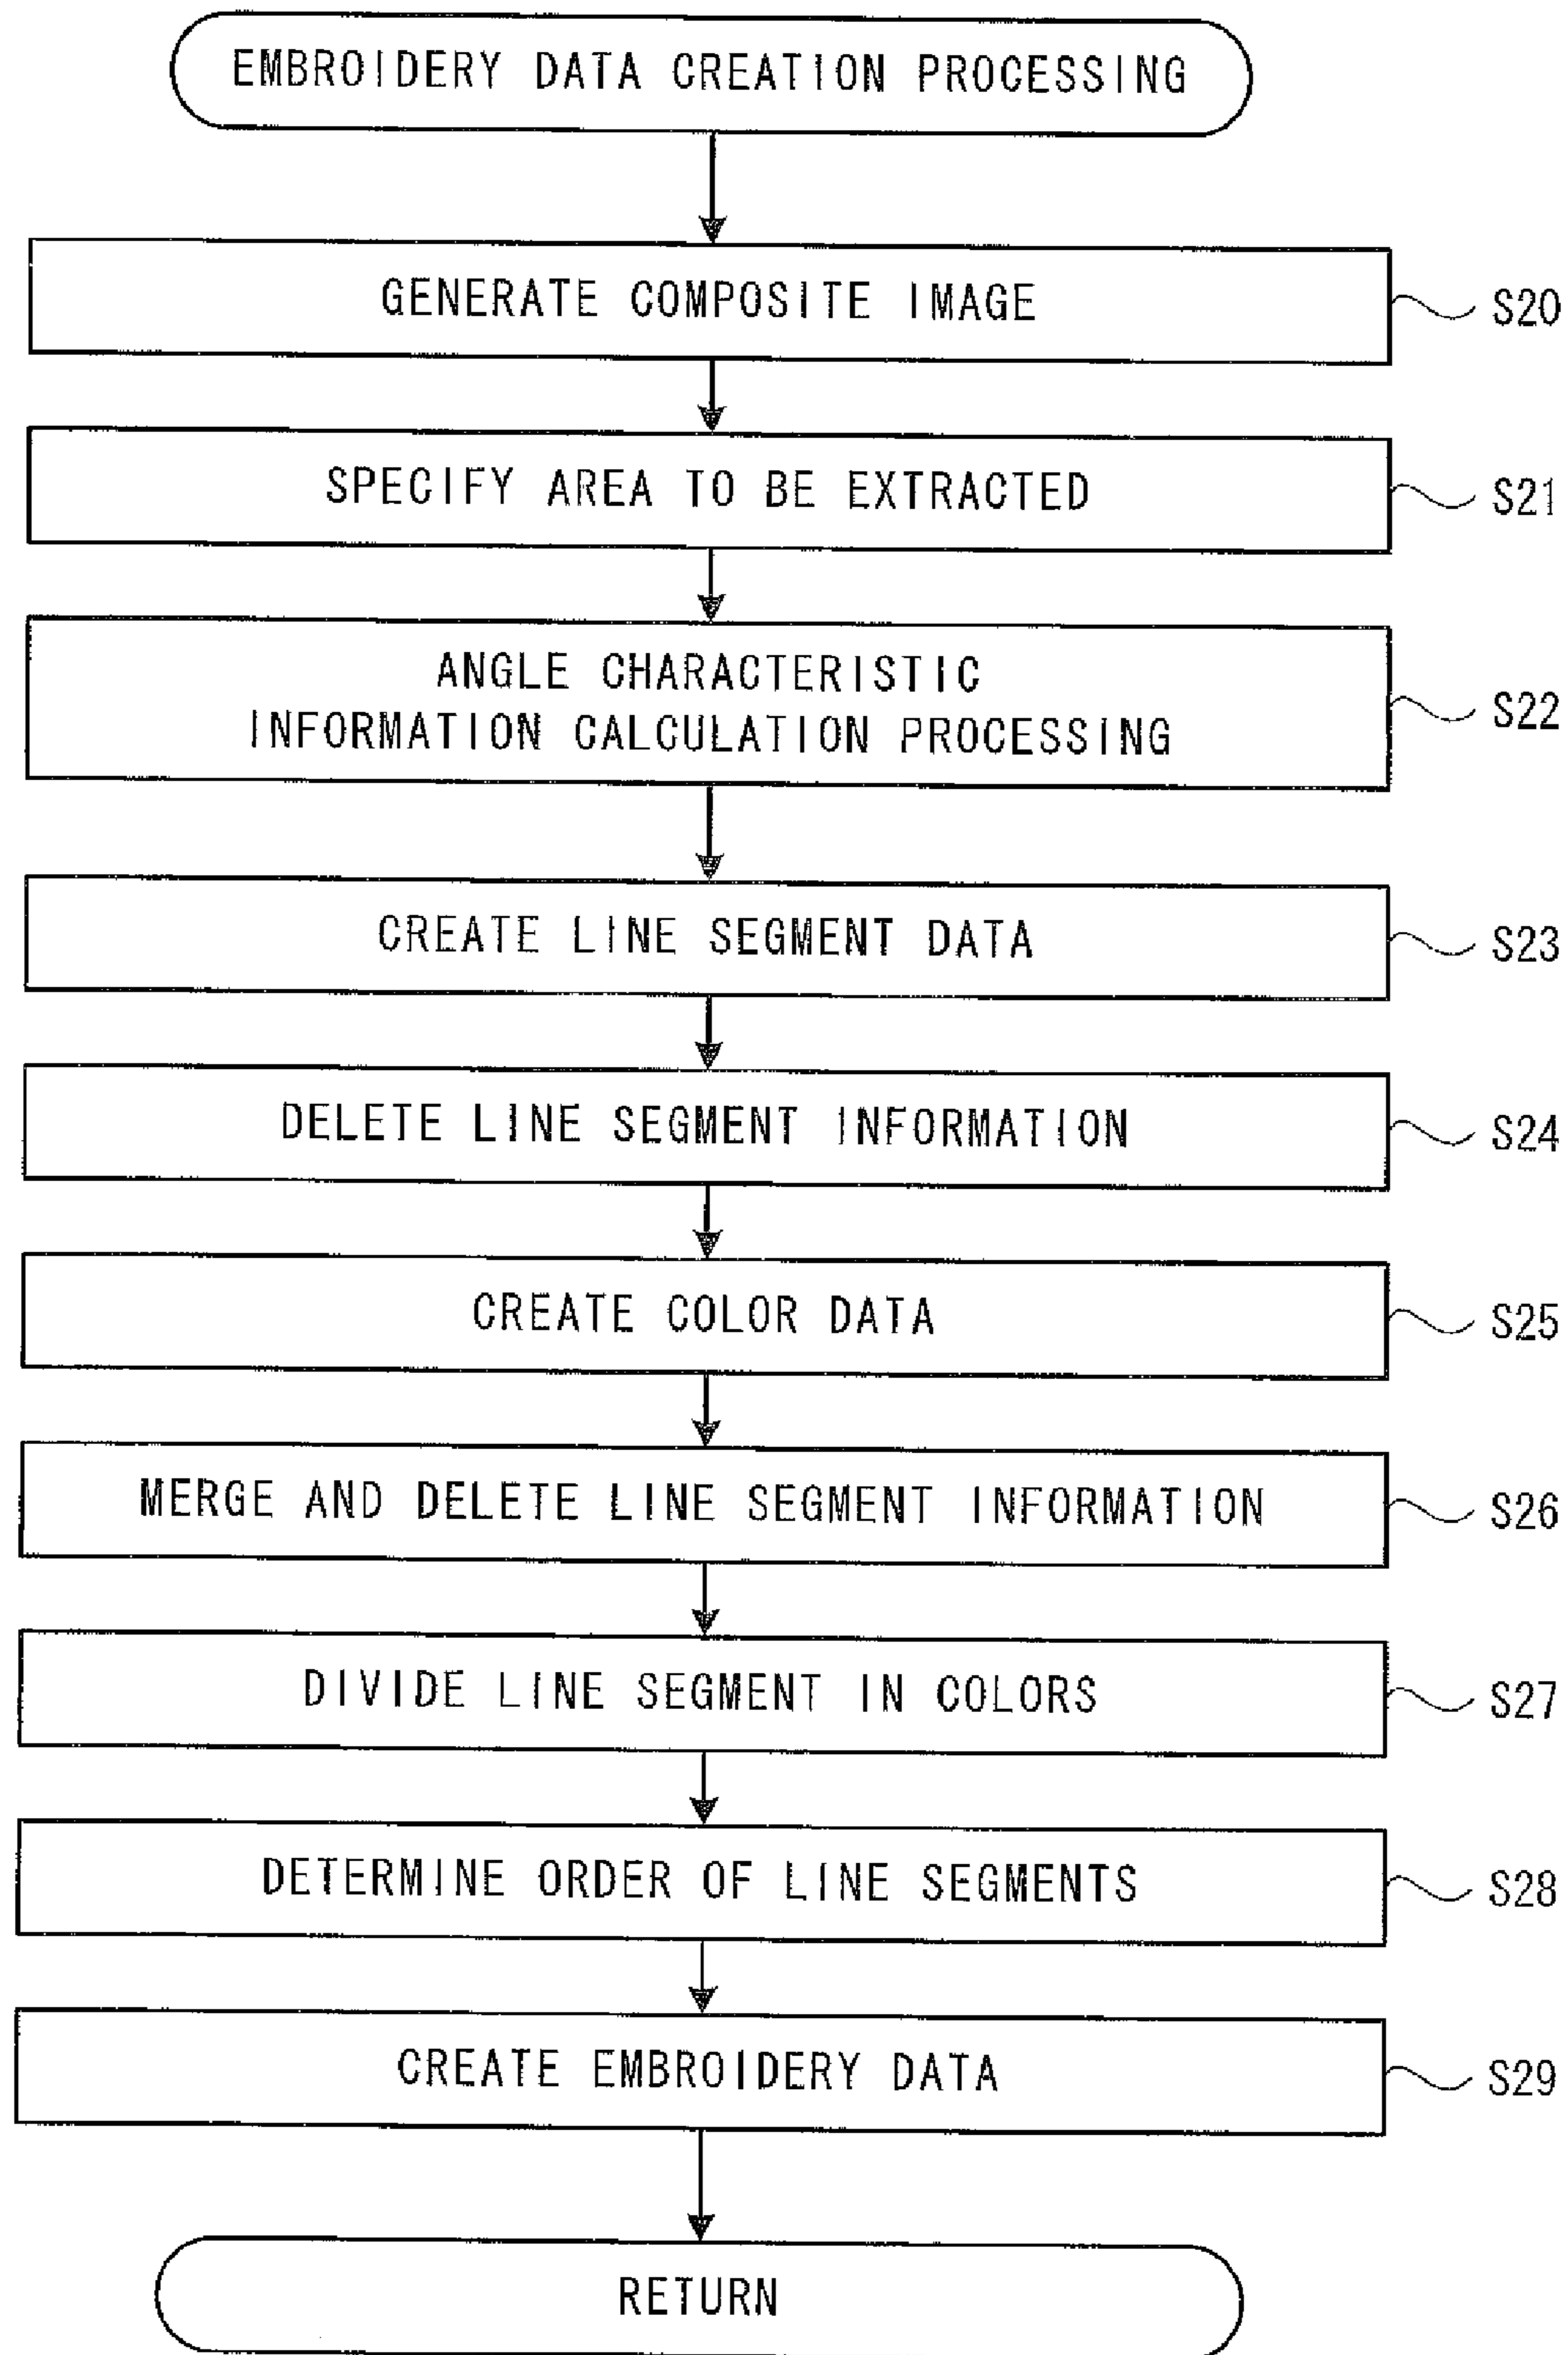 EMBROIDERY DATA CREATION PROCESSING
GENERATE COMPOSITE IMAGE
S20
SPECIFY AREA TO BE EXTRACTED
S21
ANGLE CHARACTERISTIC
INFORMATION CALCULATION PROCESSING
S22
CREATE LINE SEGMENT DATA
S23
DELETE LINE SEGMENT INFORMATION
S24
CREATE COLOR DATA
S25
MERGE AND DELETE LINE SEGMENT INFORMATION
S26
DIVIDE LINE SEGMENT IN COLORS
S27
DETERMINE ORDER OF LINE SEGMENTS
S28
CREATE EMBROIDERY DATA
S29
RETURN